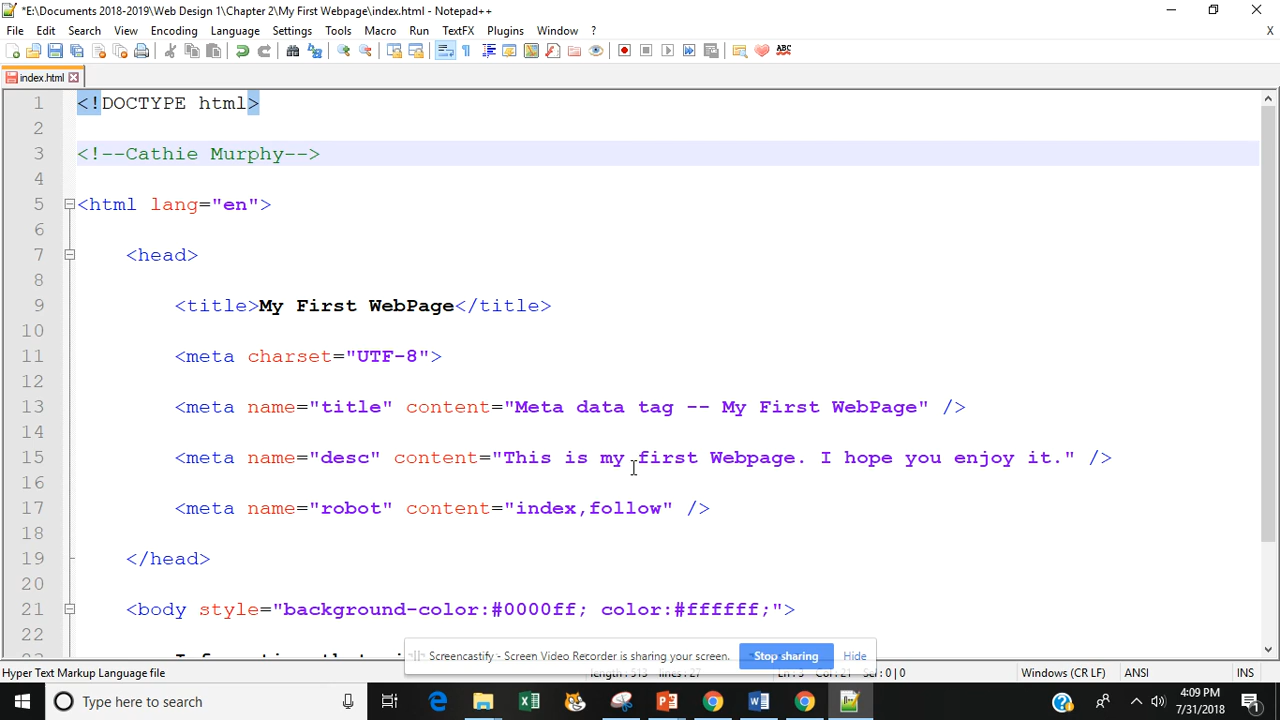 *E:\Documents 2018-2019\Web Design 1\Chapter 2\My First Webpage\index.html - Notepad++
File Edit Search View Encoding Language Settings Tools Macro Run TextFX Plugins Window ? X
index.html
1 <!DOCTYPE html>
2
3 <!--Cathie Murphy-->
4
5 <html lang="en">
6
7 <head>
8
9 <title>My First WebPage</title>
10
11 <meta charset="UTF-8">
12
13 <meta name="title" content="Meta data tag -- My First WebPage" />
14
15 <meta name="desc" content="This is my first Webpage. I hope you enjoy it." />
16
17 <meta name="robot" content="index,follow" />
18
19 </head>
20
21 <body style="background-color:#0000ff; color:#ffffff;">
22
Screencastify - Screen Video Recorder is sharing your screen. Stop sharing Hide
Hyper Text Markup Language file length : 513 lines : 27 Windows (CR LF) ANSI INS
Type here to search 4:09 PM
7/31/2018